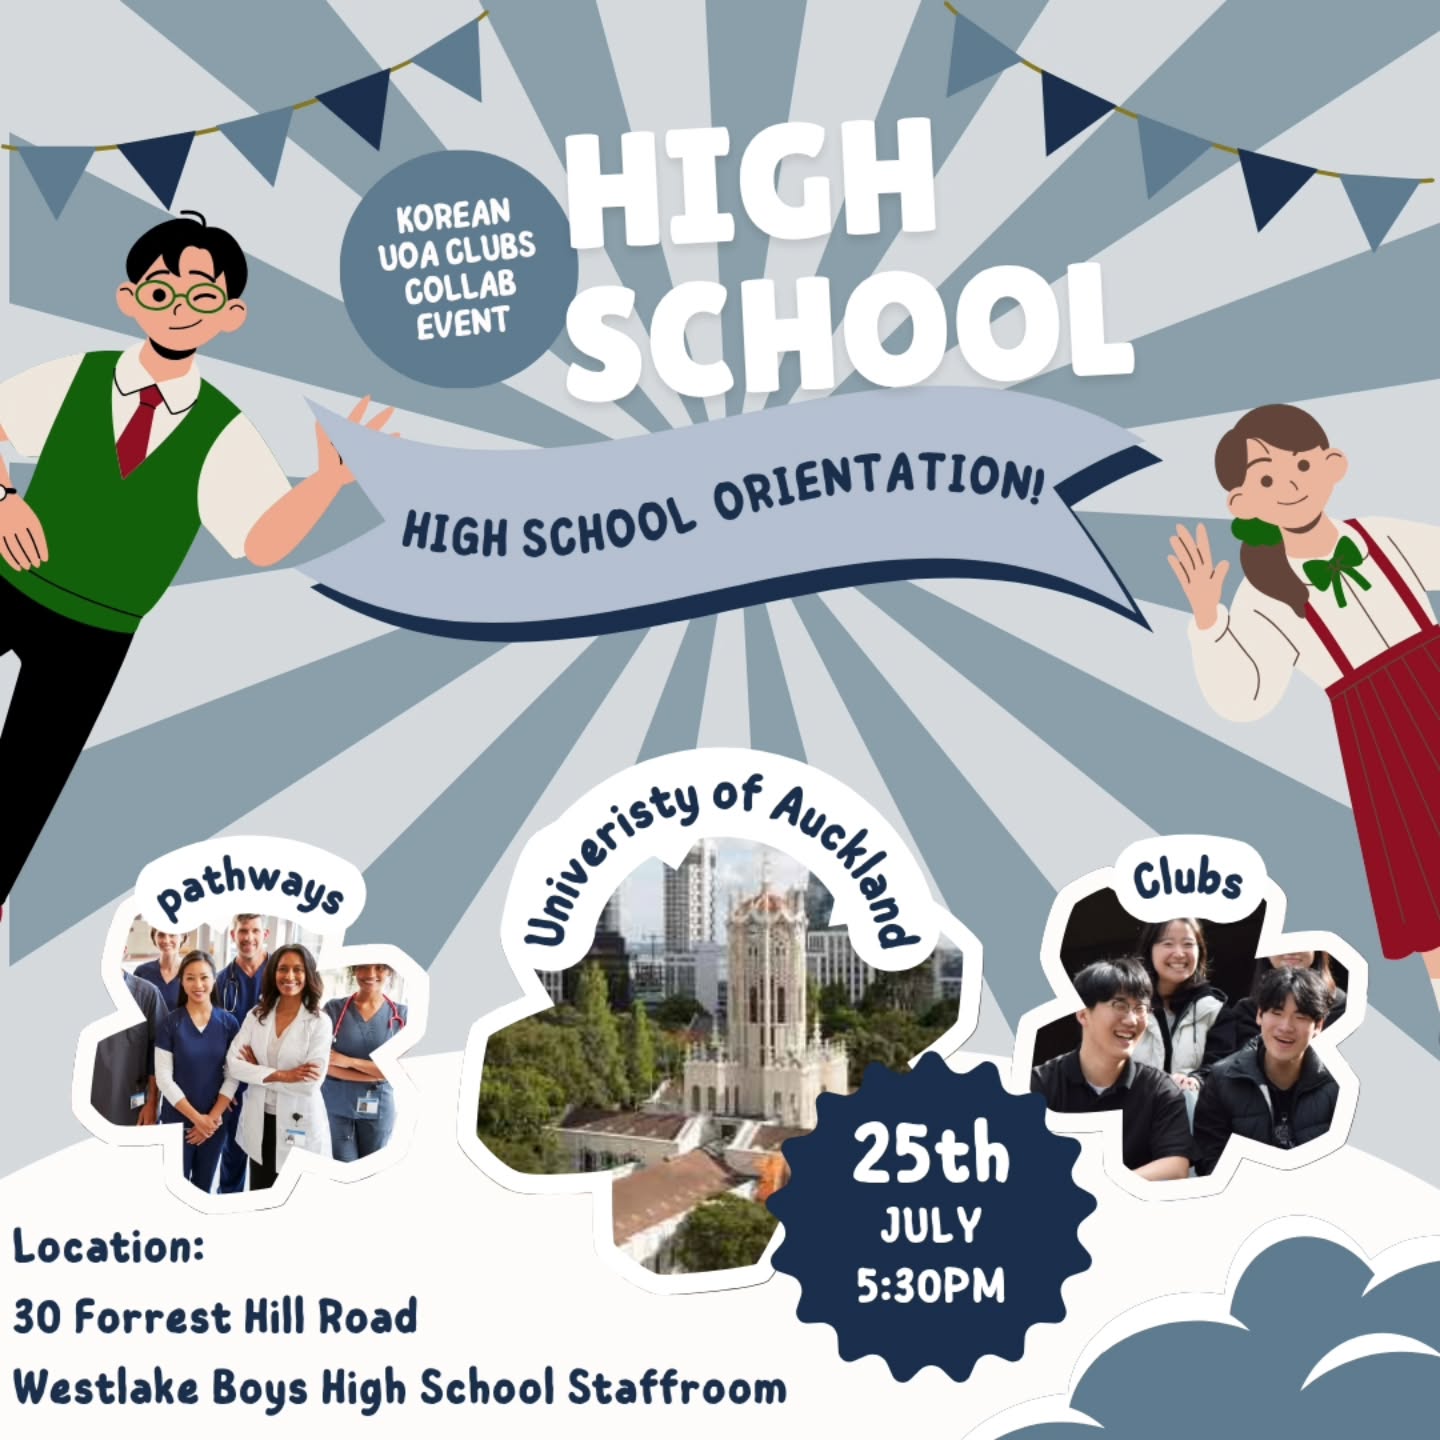 KOREAN
UOA CLUBS
COLLAB
EVENT
HIGH
SCHOOL
HIGH SCHOOL ORIENTATION!
pathways
Univeristy of Auckland
Clubs
25th
JULY
5:30PM
Location:
30 Forrest Hill Road
Westlake Boys High School Staffroom